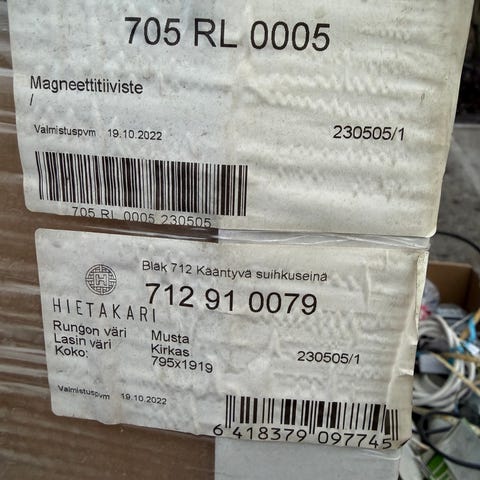 705 RL 0005
Magneettitiiviste
/
Valmistuspvm 19.10.2022
230505/1
705 RL 0005 230505
Blak 712 Kääntyvä suihkuseinä
HIETAKARI
712 91 0079
Rungon väri Musta
Lasin väri Kirkas
Koko: 795x1919
230505/1
Valmistuspvm 19.10.2022
6 418379 097745